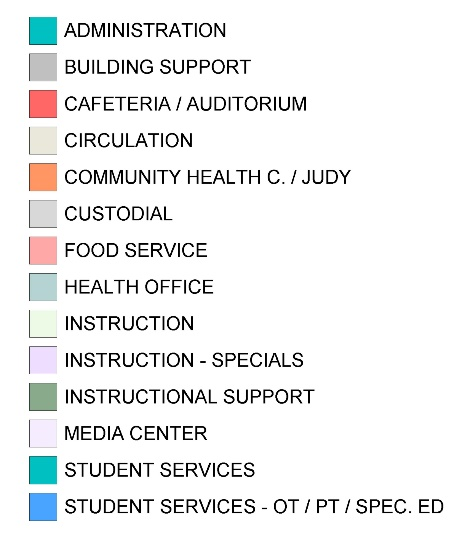 ADMINISTRATION
BUILDING SUPPORT
CAFETERIA / AUDITORIUM
CIRCULATION
COMMUNITY HEALTH C. / JUDY
CUSTODIAL
FOOD SERVICE
HEALTH OFFICE
INSTRUCTION
INSTRUCTION - SPECIALS
INSTRUCTIONAL SUPPORT
MEDIA CENTER
STUDENT SERVICES
STUDENT SERVICES - OT / PT / SPEC. ED